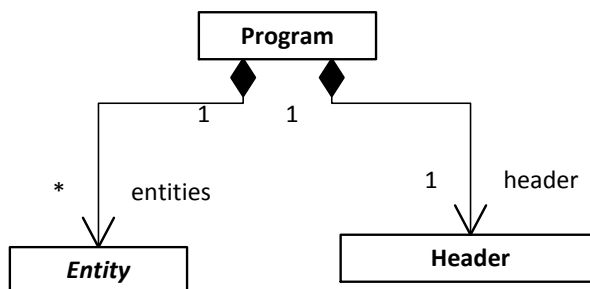 Program
1
1
*
entities
1
header
Entity
Header